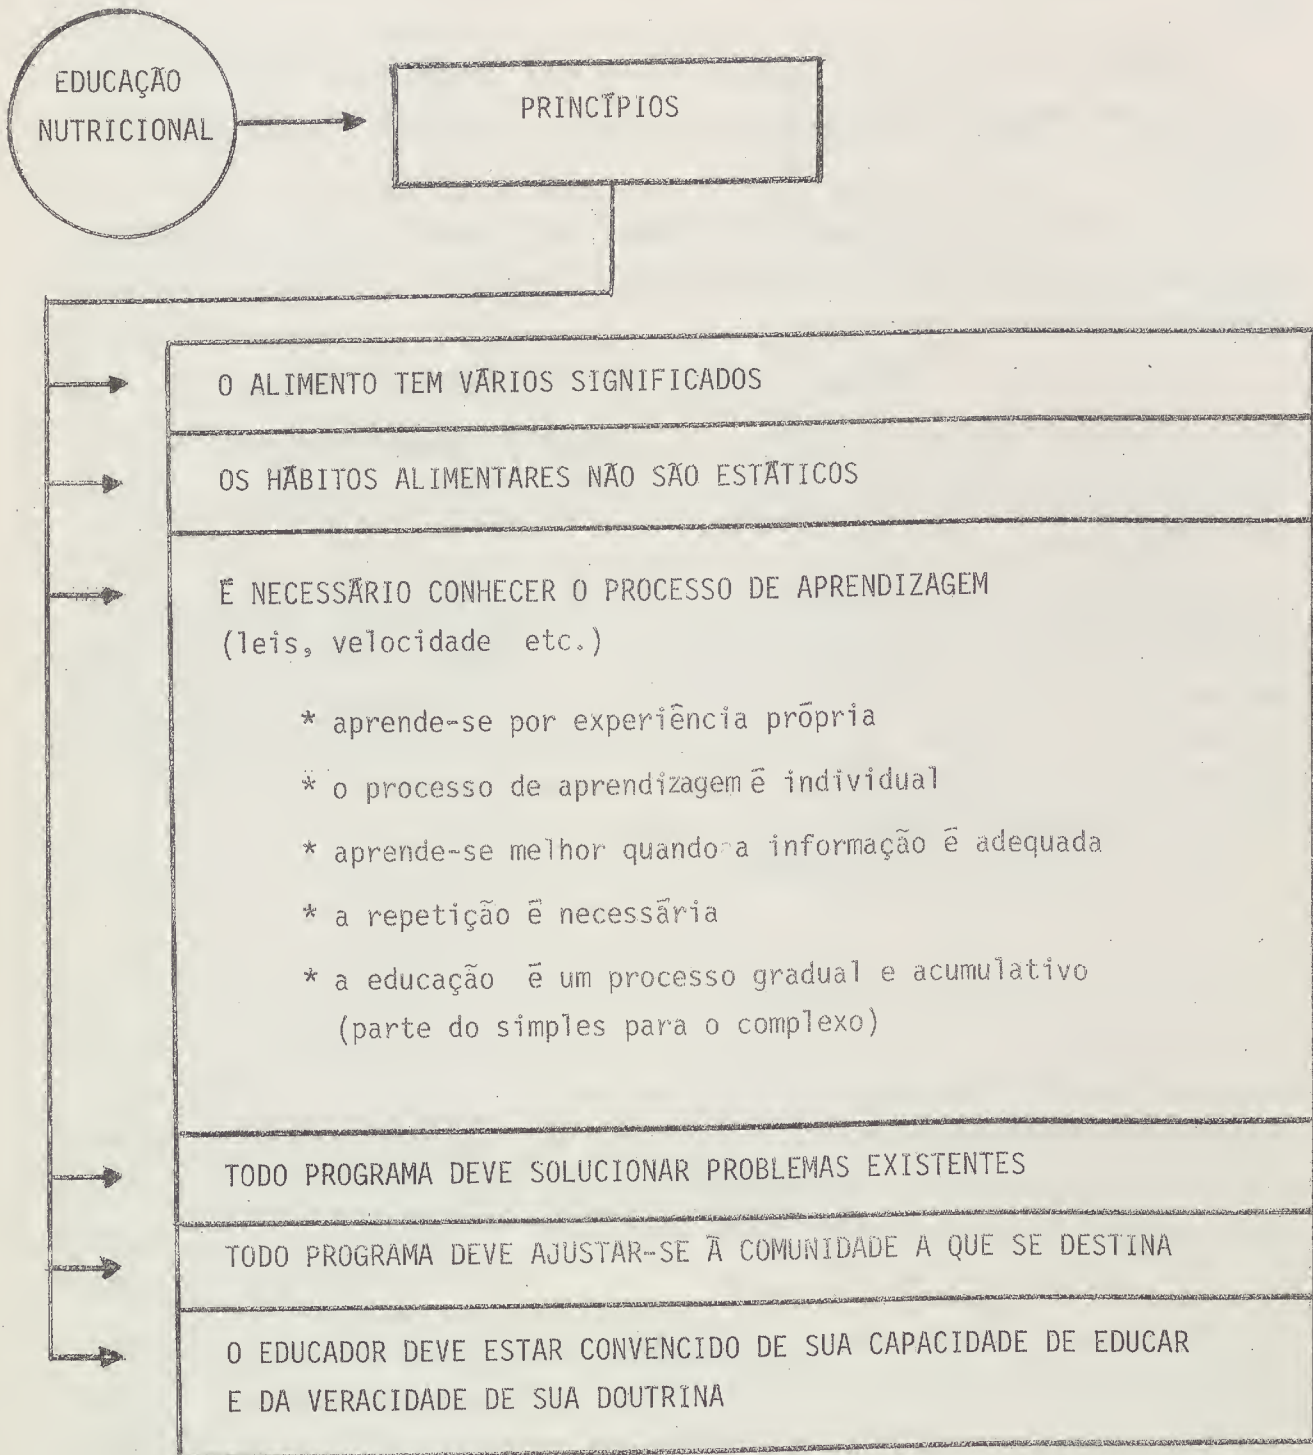 EDUCAÇÃO
NUTRICIONAL
PRINCÍPIOS
O ALIMENTO TEM VÁRIOS SIGNIFICADOS
OS HÁBITOS ALIMENTARES NÃO SÃO ESTÁTICOS
É NECESSÁRIO CONHECER O PROCESSO DE APRENDIZAGEM
(leis, velocidade etc.)
* aprende-se por experiência própria
* o processo de aprendizagem é individual
* aprende-se melhor quando a informação é adequada
* a repetição é necessária
* a educação é um processo gradual e acumulativo
(parte do simples para o complexo)
TODO PROGRAMA DEVE SOLUCIONAR PROBLEMAS EXISTENTES
TODO PROGRAMA DEVE AJUSTAR-SE À COMUNIDADE A QUE SE DESTINA
O EDUCADOR DEVE ESTAR CONVENCIDO DE SUA CAPACIDADE DE EDUCAR
E DA VERACIDADE DE SUA DOUTRINA